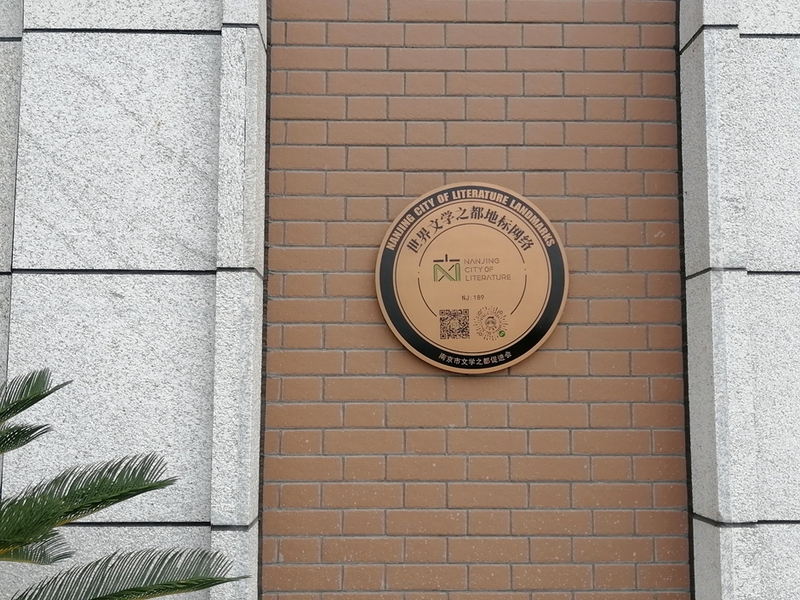 NANJING CITY OF LITERATURE LANDMARKS
世界文学之都地标网络
NANJING
CITY OF
LITERATURE
NJ:189
南京市文学之都促进会